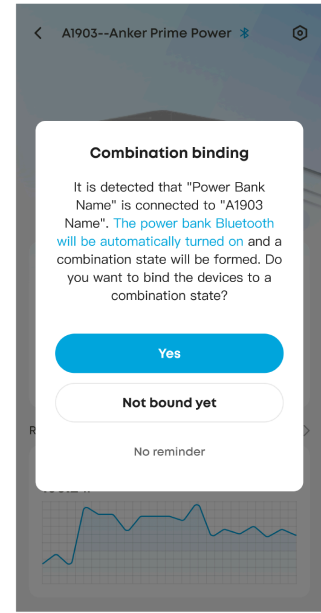 A1903--Anker Prime Power
Combination binding
It is detected that "Power Bank
Name" is connected to "A1903
Name". The power bank Bluetooth
will be automatically turned on and a
combination state will be formed. Do
you want to bind the devices to a
combination state?
Yes
Not bound yet
No reminder